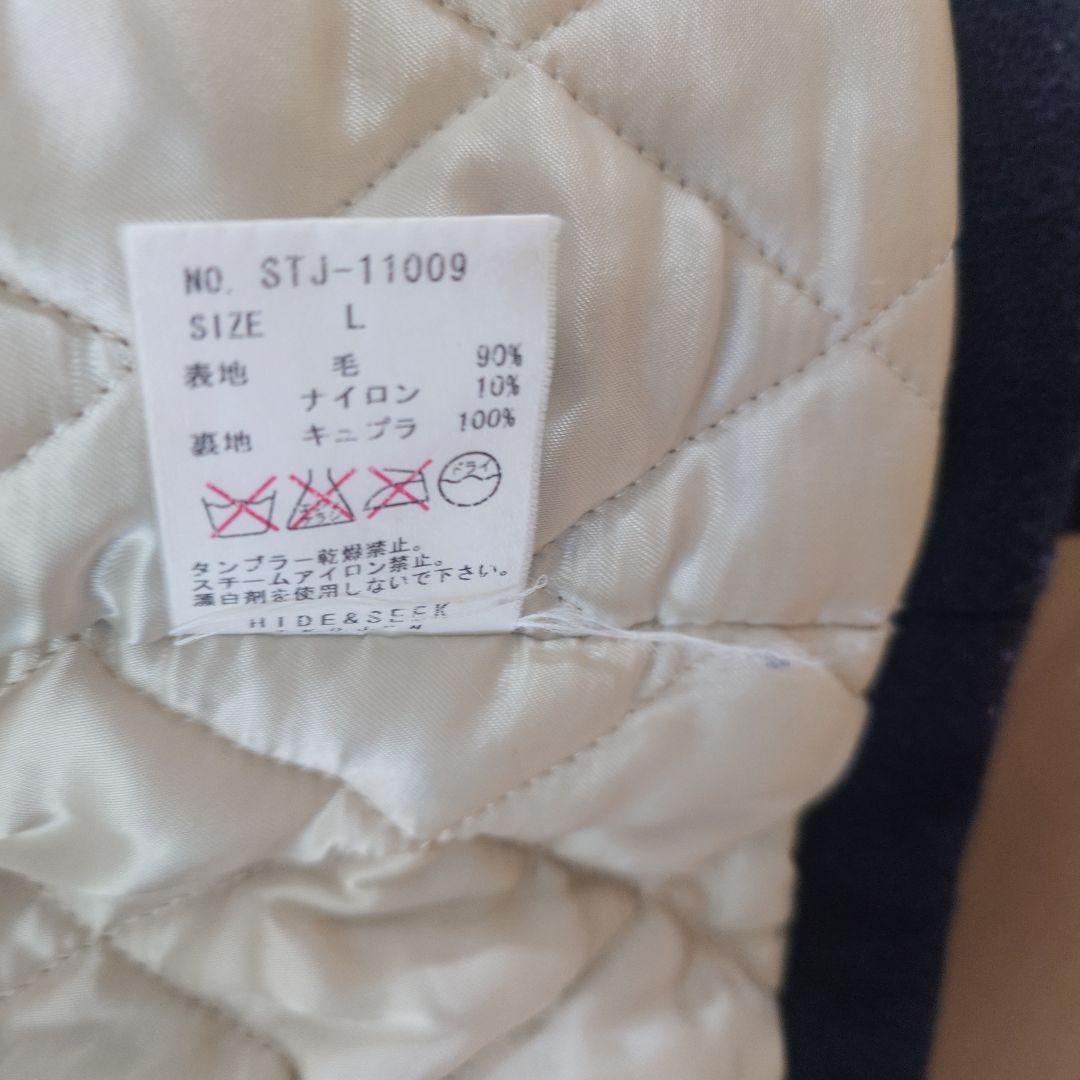 NO. STJ-11009
SIZE L
表地 毛 90%
ナイロン 10%
裏地 キュプラ 100%
ドライ
タンブラー乾燥禁止。
スチームアイロン禁止。
漂白剤を使用しないで下さい。
HIDE&SEEK